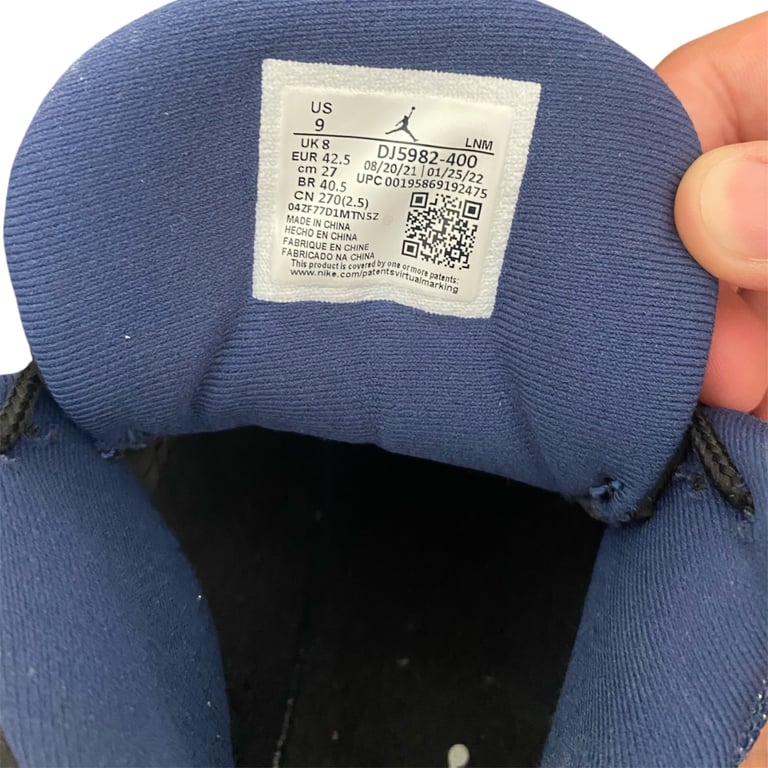 US
9
LNM
UK 8
DJ5982-400
EUR 42.5
08/20/21 | 01/25/22
cm 27
UPC 00195869192475
BR 40.5
CN 270(2.5)
04ZF77D1MTN5Z
MADE IN CHINA
HECHO EN CHINA
FABRIQUE EN CHINE
FABRICADO NA CHINA
This product is covered by one or more patents:
www.nike.com/patentsvirtualmarking